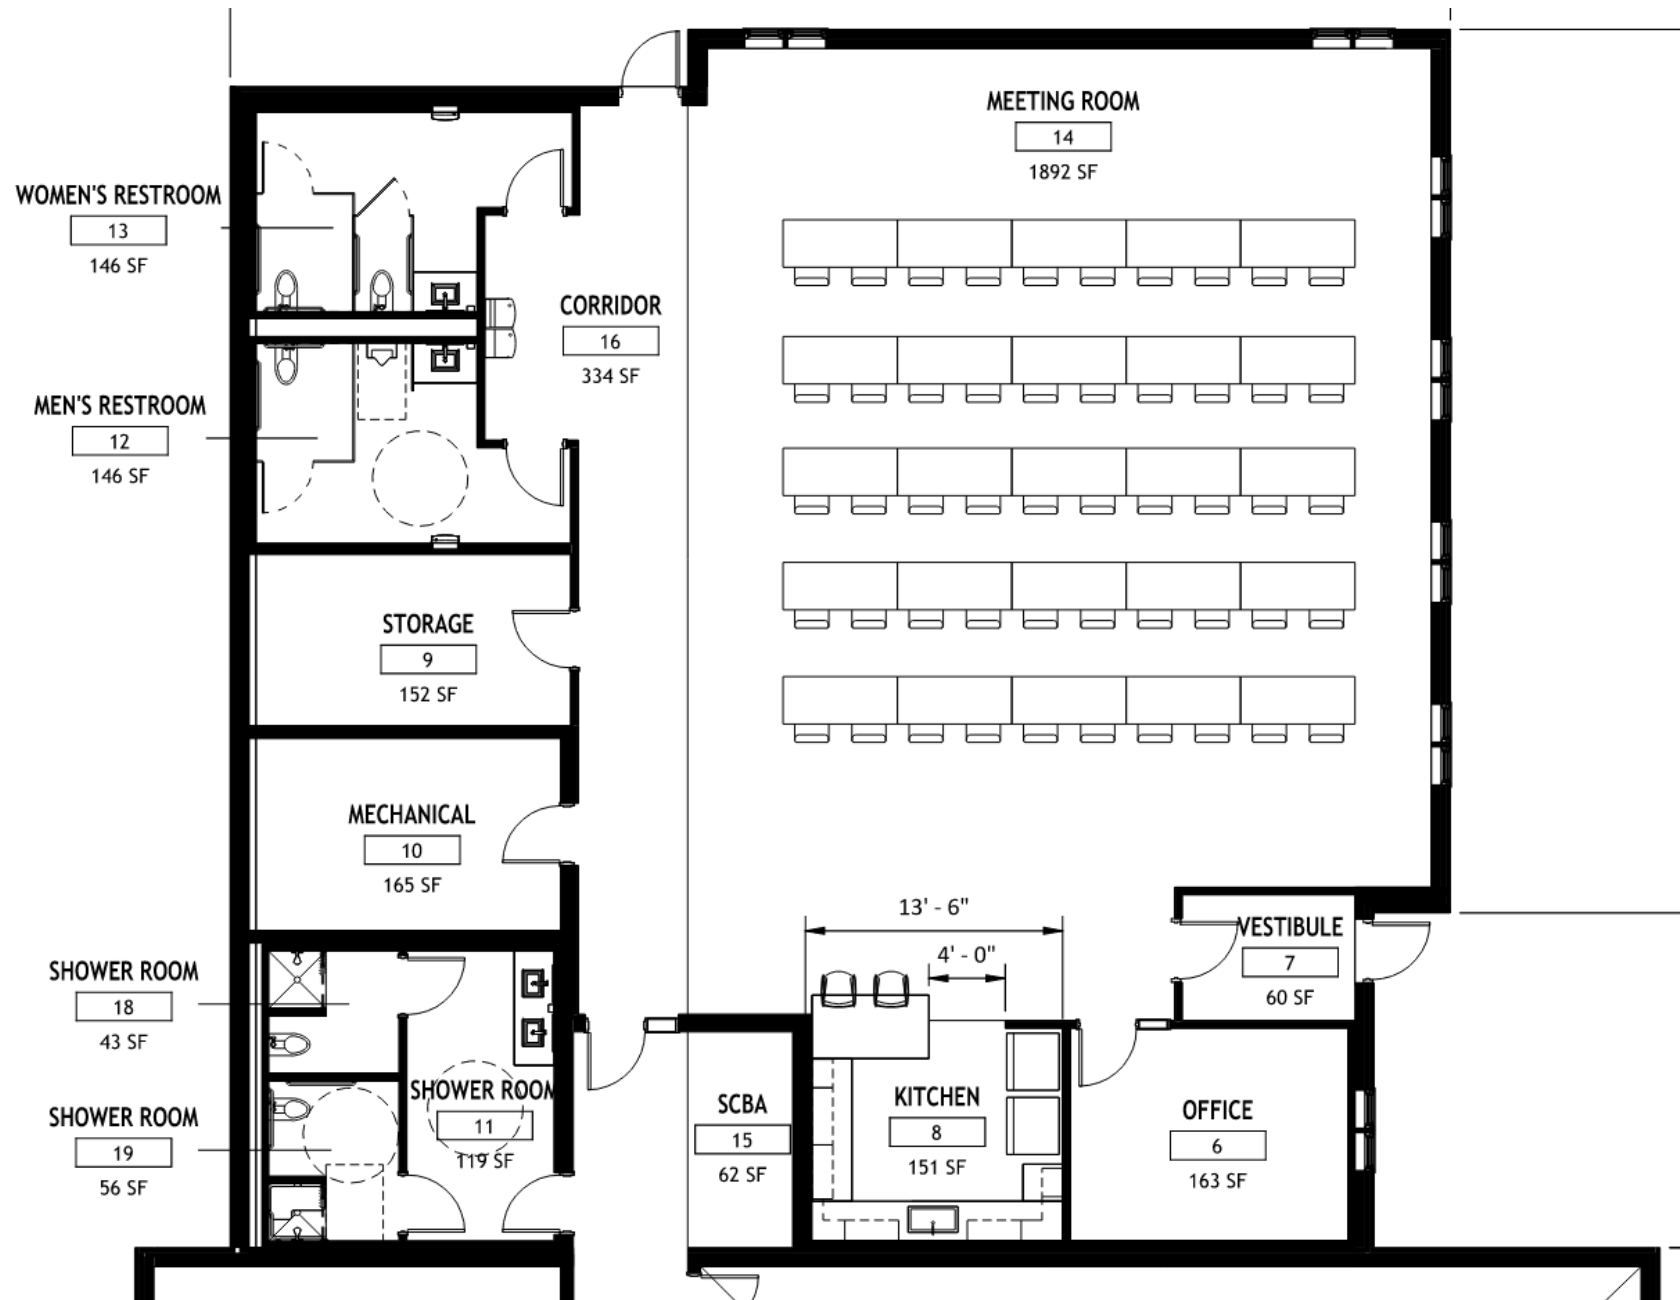 MEETING ROOM
14
1892 SF
WOMEN'S RESTROOM
13
146 SF
CORRIDOR
16
334 SF
MEN'S RESTROOM
12
146 SF
STORAGE
9
152 SF
MECHANICAL
10
165 SF
13' - 6"
4' - 0"
VESTIBULE
7
60 SF
SHOWER ROOM
18
43 SF
SHOWER ROOM
11
119 SF
SHOWER ROOM
19
56 SF
SCBA
15
62 SF
KITCHEN
8
151 SF
OFFICE
6
163 SF